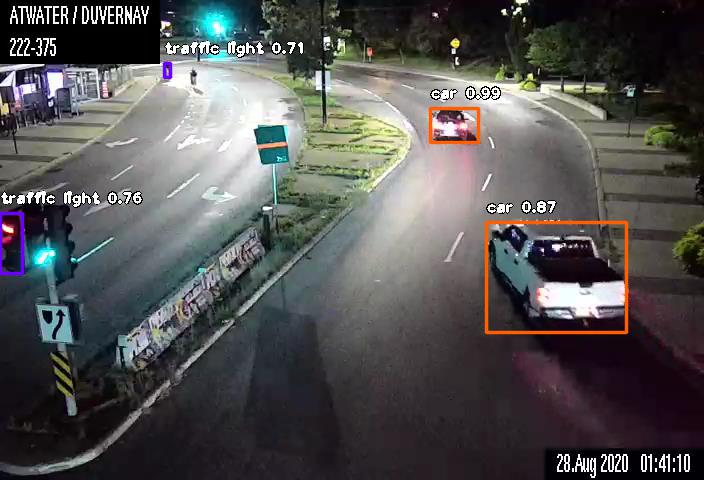 ATWATER / DUVERNAY
222-375
traffic light 0.71
car 0.99
traffic light 0.76
car 0.87
28.Aug 2020 01:41:10